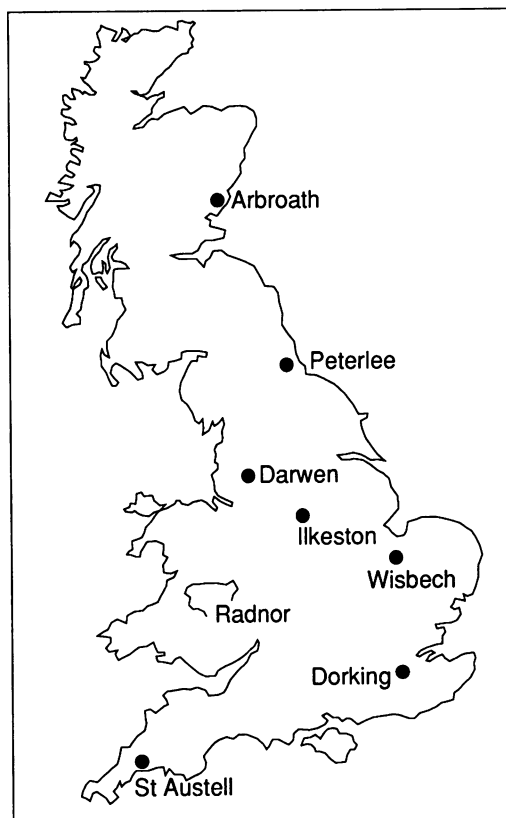 Arbroath
Peterlee
Darwen
Ilkeston
Wisbech
Radnor
Dorking
St Austell